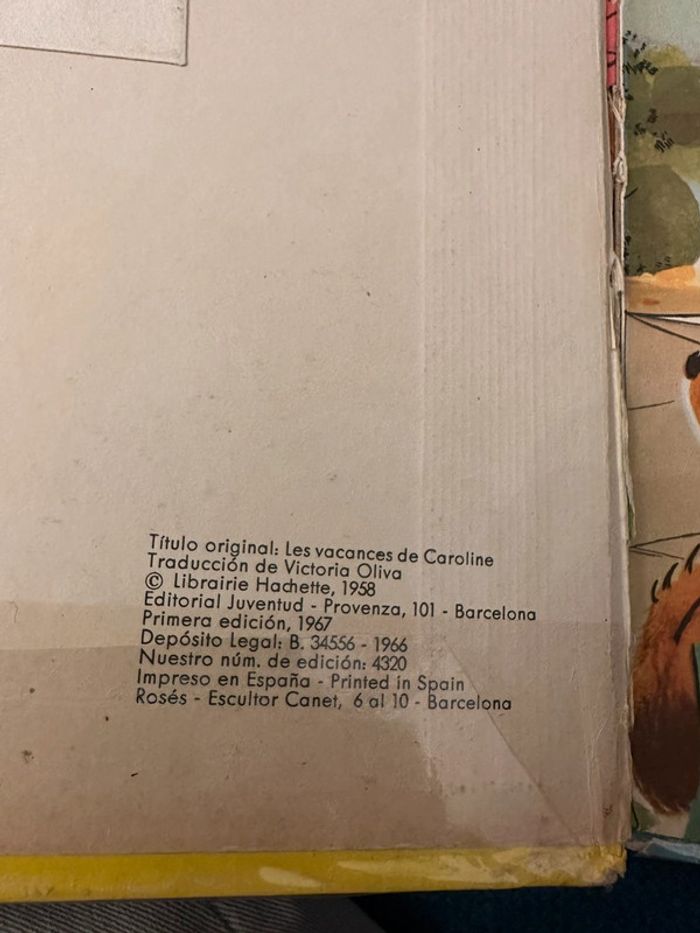 Título original: Les vacances de Caroline
Traducción de Victoria Oliva
© Librairie Hachette, 1958
Editorial Juventud - Provenza, 101 - Barcelona
Primera edición, 1967
Depósito Legal: B. 34556 - 1966
Nuestro núm. de edición: 4320
Impreso en España - Printed in Spain
Rosés - Escultor Canet, 6 al 10 - Barcelona